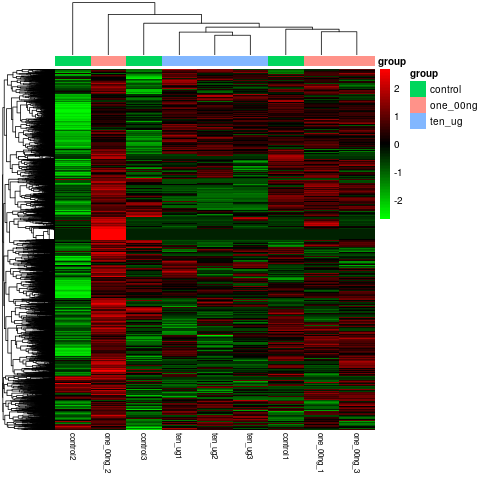 group
group
control
one_00ng
ten_ug
2
1
0
-1
-2
control2
one_00ng_2
control3
ten_ug1
ten_ug2
ten_ug3
control1
one_00ng_1
one_00ng_3